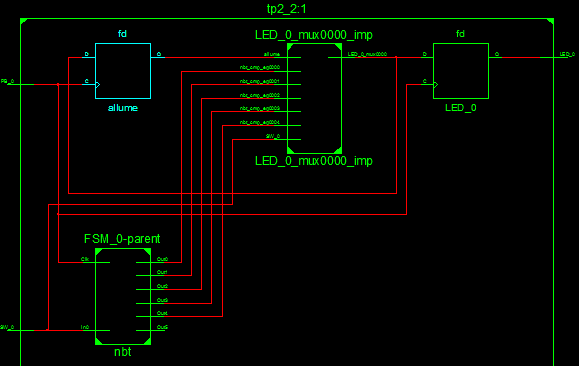 tp2_2:1
fd
LED_0_mux0000_imp
fd
D
Q
allume
LED_0_mux0000
D
Q
LED_0
nbt_cmp_eq0000
PB_0
C
nbt_cmp_eq0001
C
nbt_cmp_eq0002
allume
nbt_cmp_eq0003
LED_0
nbt_cmp_eq0004
SW_0
LED_0_mux0000_imp
FSM_0-parent
Clk
Out0
Out1
Out2
Out3
Out4
SW_0
In0
Out5
nbt